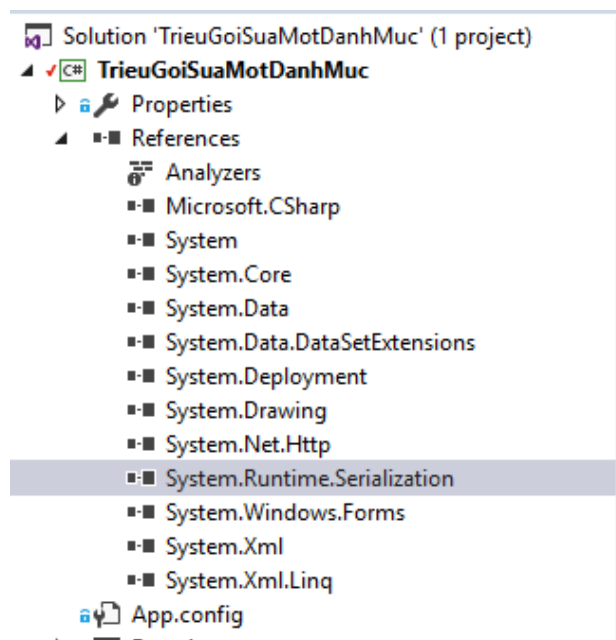 Solution 'TrieuGoiSuaMotDanhMuc' (1 project)
C# TrieuGoiSuaMotDanhMuc
Properties
References
Analyzers
Microsoft.CSharp
System
System.Core
System.Data
System.Data.DataSetExtensions
System.Deployment
System.Drawing
System.Net.Http
System.Runtime.Serialization
System.Windows.Forms
System.Xml
System.Xml.Linq
App.config